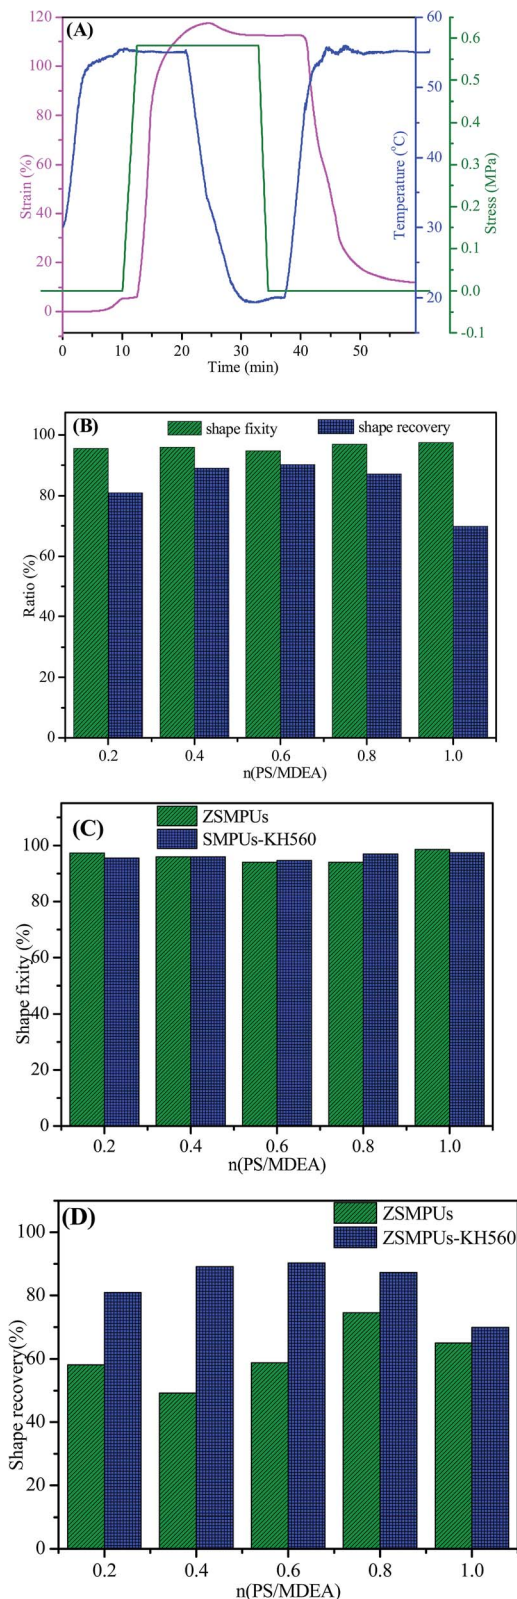 (A)
120
100
80
60
40
20
0
Strain (%)
60
50
40
30
20
Temperature (°C)
0.6
0.5
0.4
0.3
0.2
0.1
0.0
-0.1
Stress (MPa)
0 10 20 30 40 50
Time (min)
(B)
shape fixity shape recovery
100
80
60
40
20
0
Ratio (%)
0.2 0.4 0.6 0.8 1.0
n(PS/MDEA)
(C)
ZSMPUs
SMPUs-KH560
100
80
60
40
20
0
Shape fixity (%)
0.2 0.4 0.6 0.8 1.0
n(PS/MDEA)
(D)
ZSMPUs
ZSMPUs-KH560
100
80
60
40
20
0
Shape recovery(%)
0.2 0.4 0.6 0.8 1.0
n(PS/MDEA)